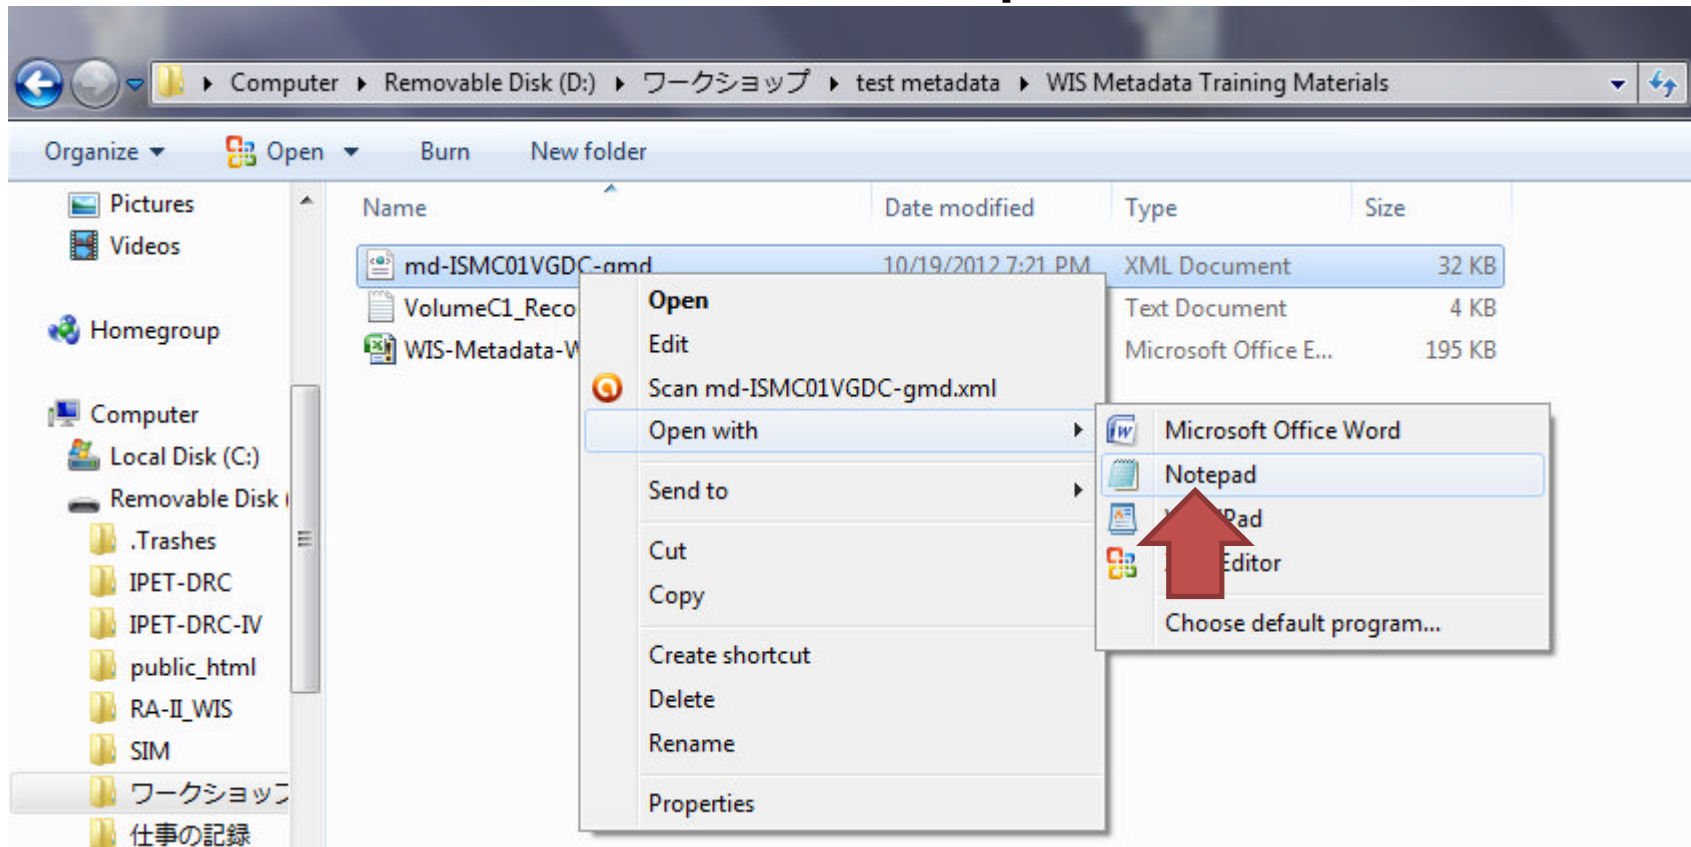 Computer ▸ Removable Disk (D:) ▸ ワークショップ ▸ test metadata ▸ WIS Metadata Training Materials
Organize Open Burn New folder
Pictures
Videos
Homegroup
Computer
Local Disk (C:)
Removable Disk (
.Trashes
IPET-DRC
IPET-DRC-IV
public_html
RA-II_WIS
SIM
ワークショップ
仕事の記録
Name Date modified Type Size
md-ISMC01VGDC-gmd 10/19/2012 7:21 PM XML Document 32 KB
VolumeC1_Reco Text Document 4 KB
WIS-Metadata-W Microsoft Office E... 195 KB
Open
Edit
Scan md-ISMC01VGDC-gmd.xml
Open with
Send to
Cut
Copy
Create shortcut
Delete
Rename
Properties
Microsoft Office Word
Notepad
Pad
Editor
Choose default program...